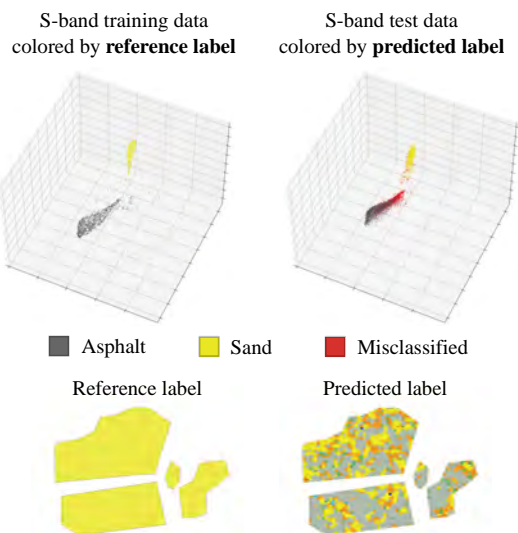 S-band training data
colored by reference label
S-band test data
colored by predicted label
Asphalt
Sand
Misclassified
Reference label
Predicted label